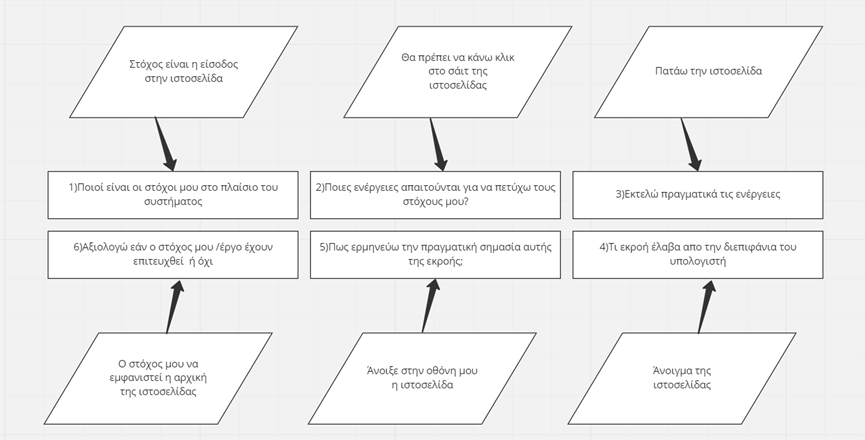 Στόχος είναι η είσοδος
στην ιστοσελίδα
Θα πρέπει να κάνω κλικ
στο σάιτ της
ιστοσελίδας
Πατάω την ιστοσελίδα
1)Ποιοί είναι οι στόχοι μου στο πλαίσιο του
συστήματος
2)Ποιες ενέργειες απαιτούνται για να πετύχω τους
στόχους μου?
3)Εκτελώ πραγματικά τις ενέργειες
6)Αξιολογώ εάν ο στόχος μου /έργο έχουν
επιτευχθεί ή όχι
5)Πως ερμηνεύω την πραγματική σημασία αυτής
της εκροής;
4)Τι εκροή έλαβα απο την διεπιφάνια του
υπολογιστή
Ο στόχος μου να
εμφανιστεί η αρχική
της ιστοσελίδας
Άνοιξε στην οθόνη μου
η ιστοσελίδα
Άνοιγμα της
ιστοσελίδας